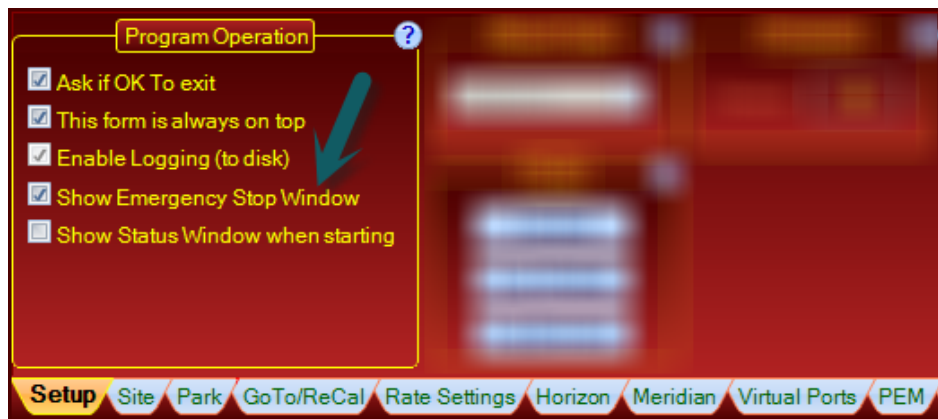 Program Operation
?
Ask if OK To exit
This form is always on top
Enable Logging (to disk)
Show Emergency Stop Window
Show Status Window when starting
Setup Site Park GoTo/ReCal Rate Settings Horizon Meridian Virtual Ports PEM